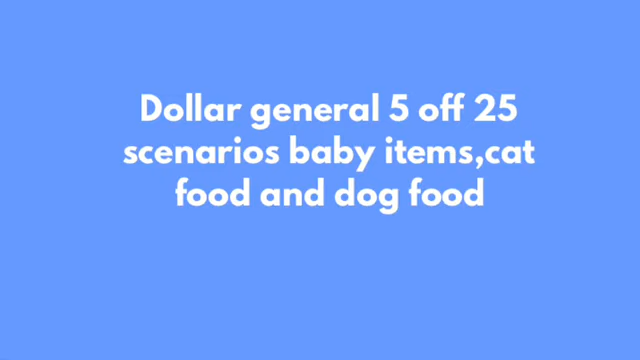 Dollar general 5 off 25
scenarios baby items,cat
food and dog food